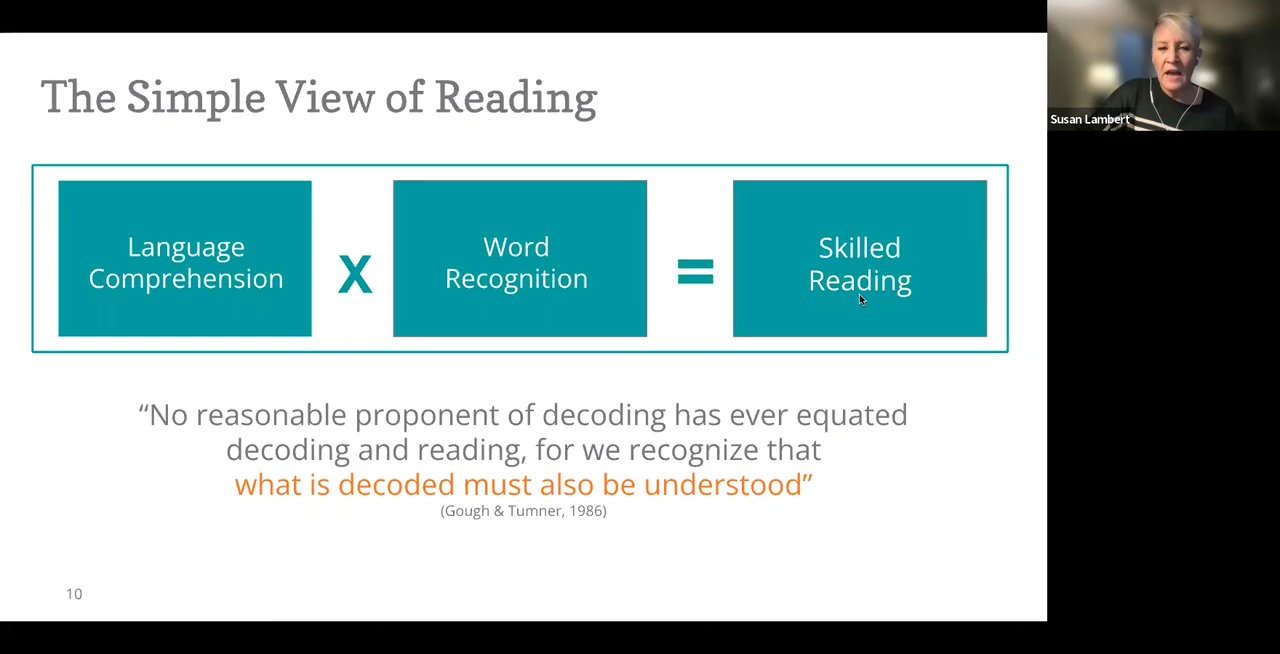 The Simple View of Reading
Language
Comprehension
X
Word
Recognition
=
Skilled
Reading
“No reasonable proponent of decoding has ever equated
decoding and reading, for we recognize that
what is decoded must also be understood”
(Gough & Tumner, 1986)
10
Susan Lambert